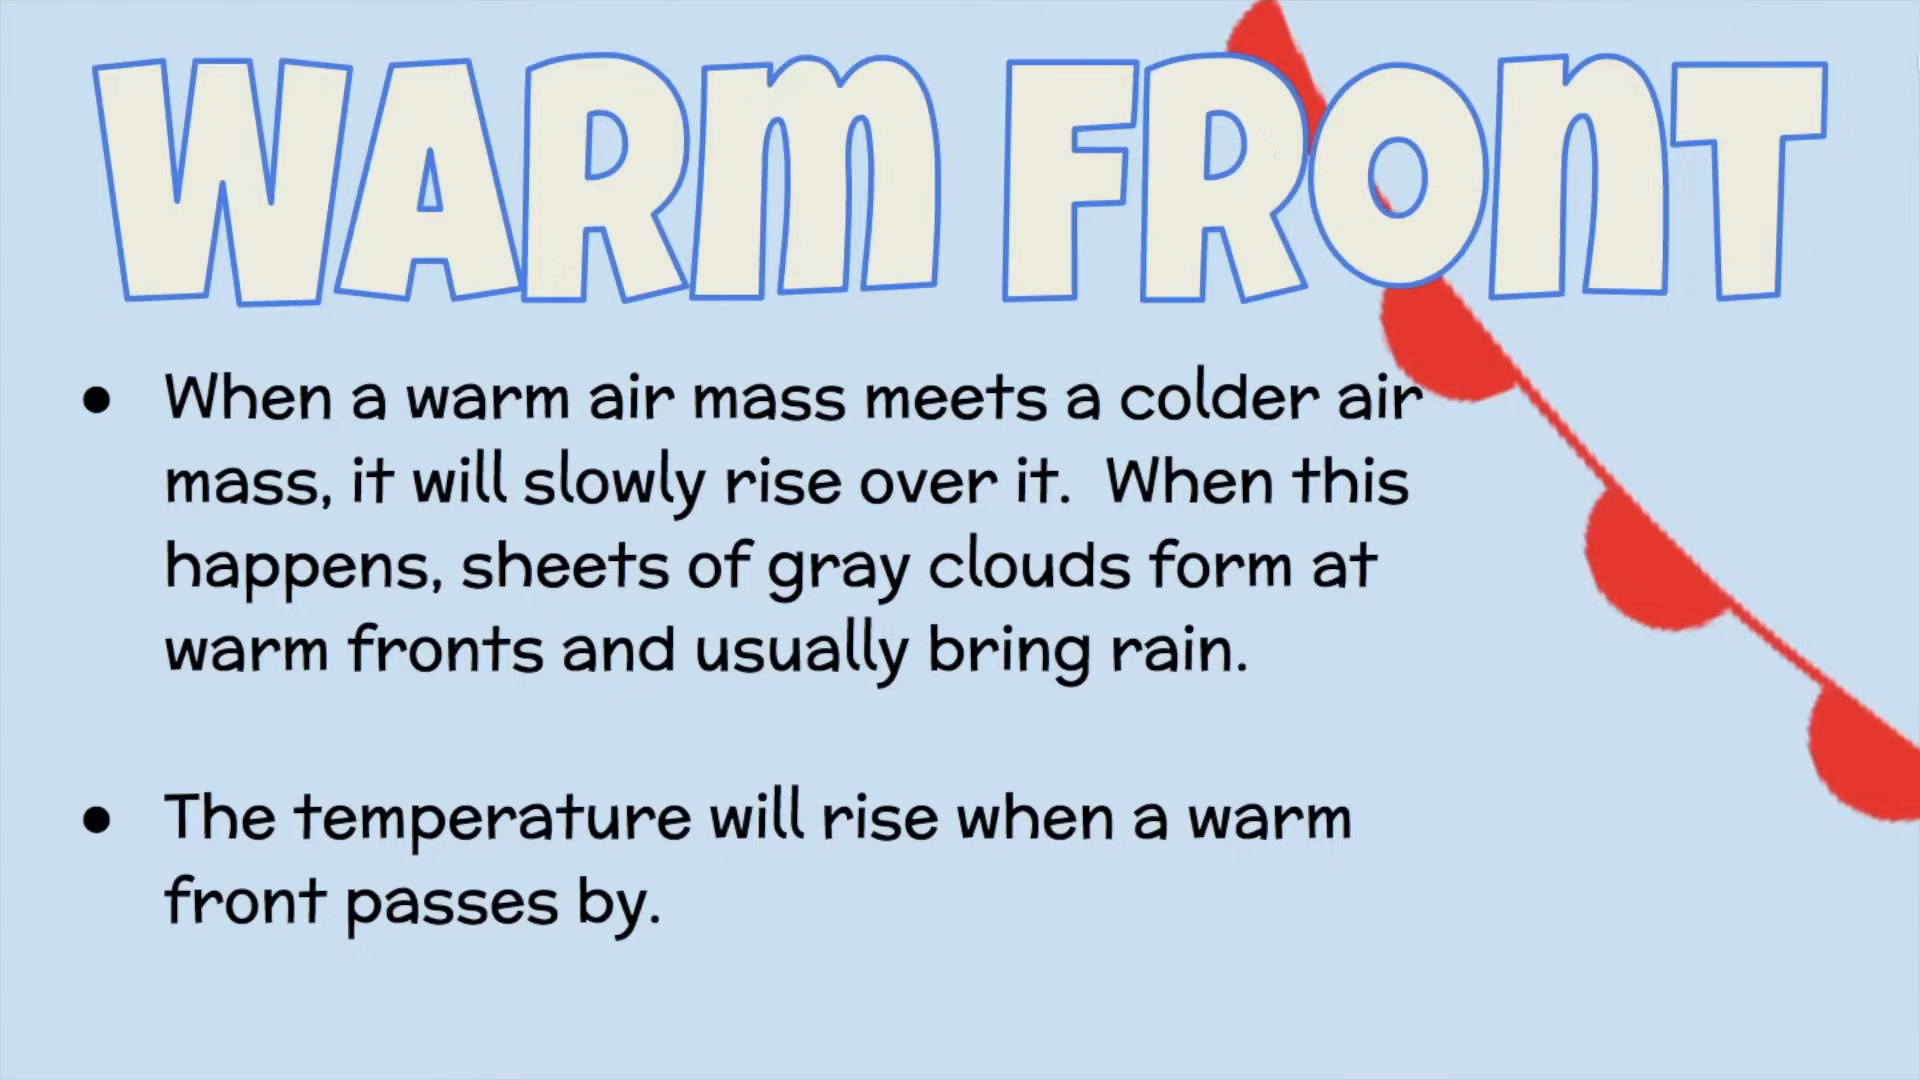 WARM FRONT
● When a warm air mass meets a colder air
mass, it will slowly rise over it.  When this
happens, sheets of gray clouds form at
warm fronts and usually bring rain.
● The temperature will rise when a warm
front passes by.